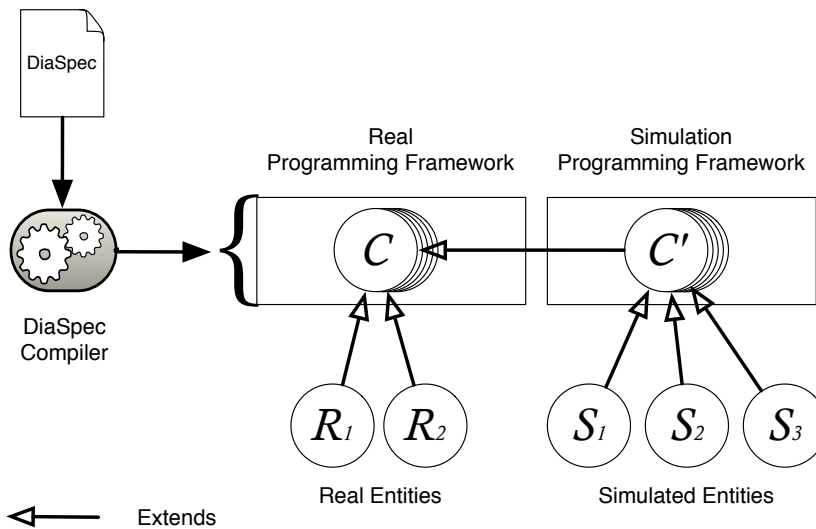 DiaSpec
Real
Programming Framework
Simulation
Programming Framework
C
C'
DiaSpec
Compiler
R1
R2
S1
S2
S3
Real Entities
Simulated Entities
Extends